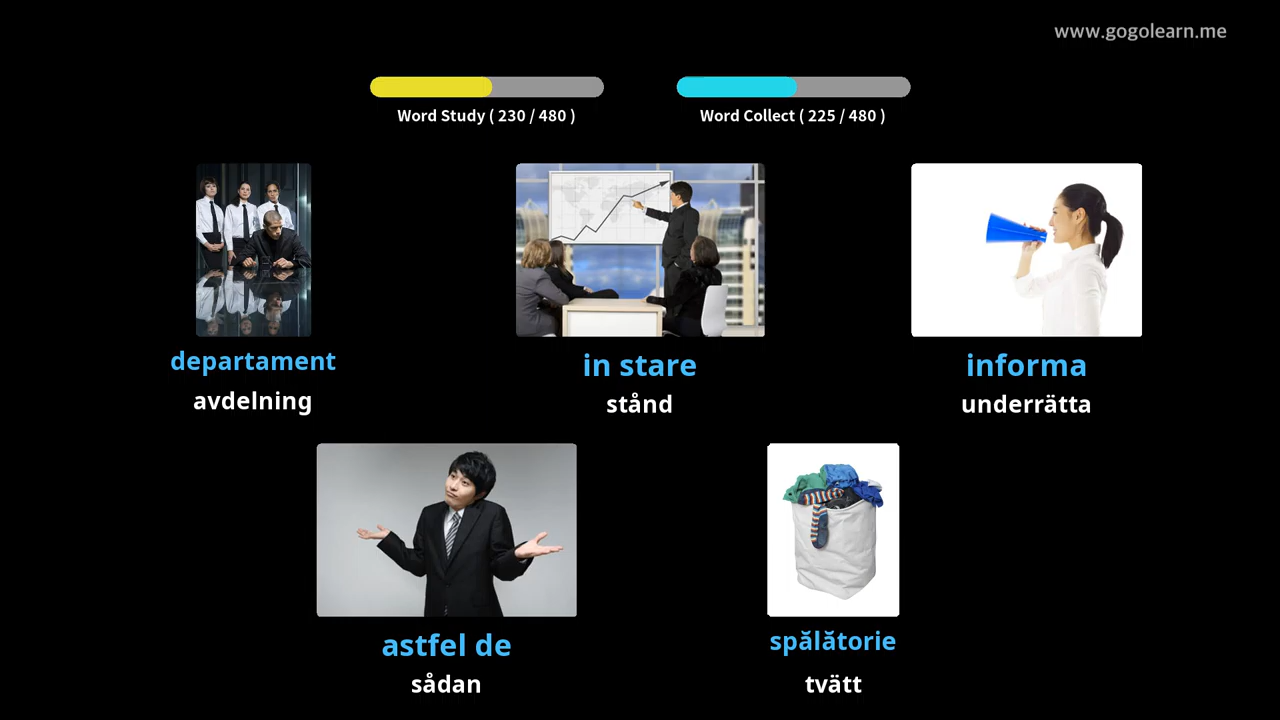 www.gogolearn.me
Word Study ( 230 / 480 )
Word Collect ( 225 / 480 )
departament
avdelning
in stare
stånd
informa
underrätta
astfel de
sådan
spălătorie
tvätt